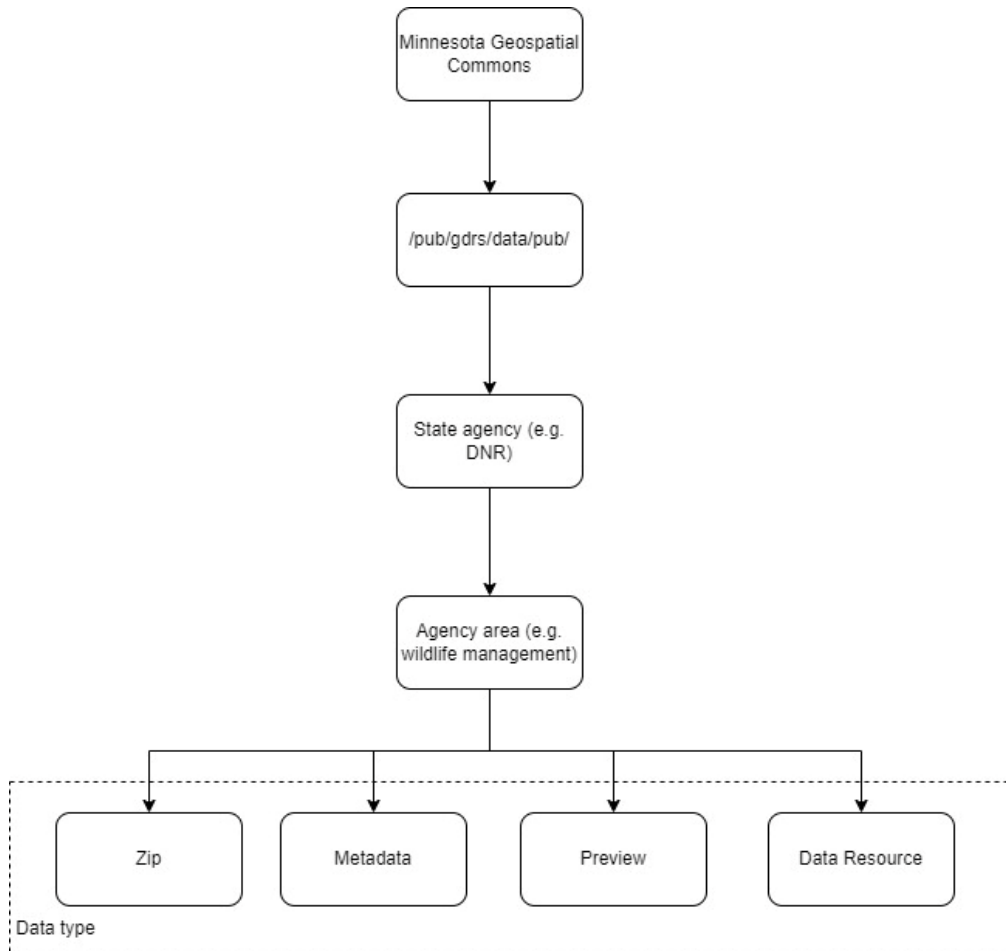 Minnesota Geospatial
Commons
/pub/gdrs/data/pub/
State agency (e.g.
DNR)
Agency area (e.g.
wildlife management)
Zip
Metadata
Preview
Data Resource
Data type